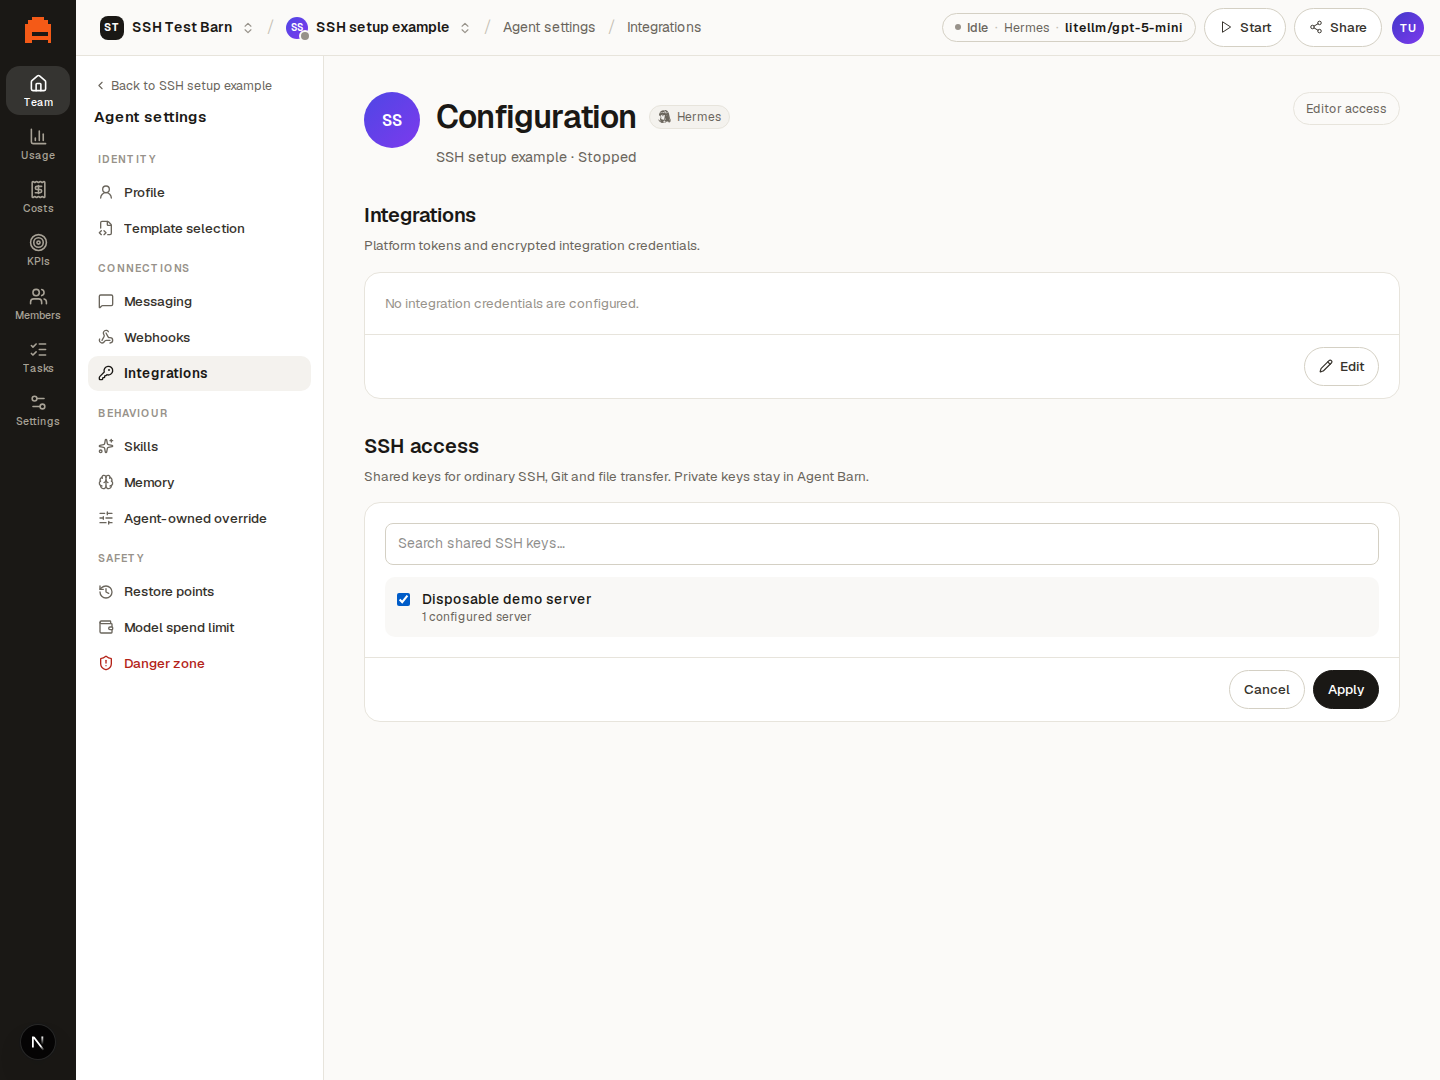 ST SSH Test Barn / SS SSH setup example / Agent settings / Integrations
Idle · Hermes · litellm/gpt-5-mini
Start
Share
TU
Team
Usage
Costs
KPIs
Members
Tasks
Settings
N
Back to SSH setup example
Agent settings
IDENTITY
Profile
Template selection
CONNECTIONS
Messaging
Webhooks
Integrations
BEHAVIOUR
Skills
Memory
Agent-owned override
SAFETY
Restore points
Model spend limit
Danger zone
SS
Configuration
Hermes
Editor access
SSH setup example · Stopped
Integrations
Platform tokens and encrypted integration credentials.
No integration credentials are configured.
Edit
SSH access
Shared keys for ordinary SSH, Git and file transfer. Private keys stay in Agent Barn.
Search shared SSH keys…
Disposable demo server
1 configured server
Cancel
Apply